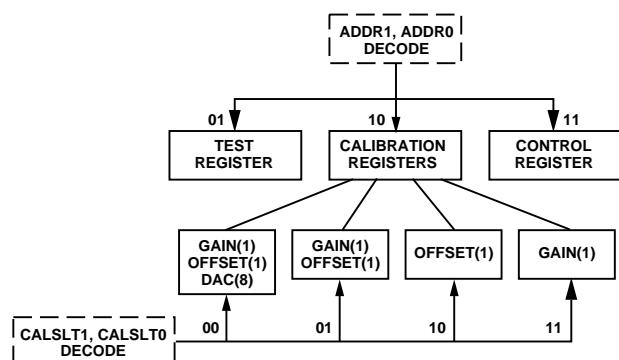 ADDR1, ADDR0
DECODE
01
10
11
TEST
REGISTER
CALIBRATION
REGISTERS
CONTROL
REGISTER
GAIN(1)
OFFSET(1)
DAC(8)
GAIN(1)
OFFSET(1)
OFFSET(1)
GAIN(1)
CALSLT1, CALSLT0
DECODE
00
01
10
11